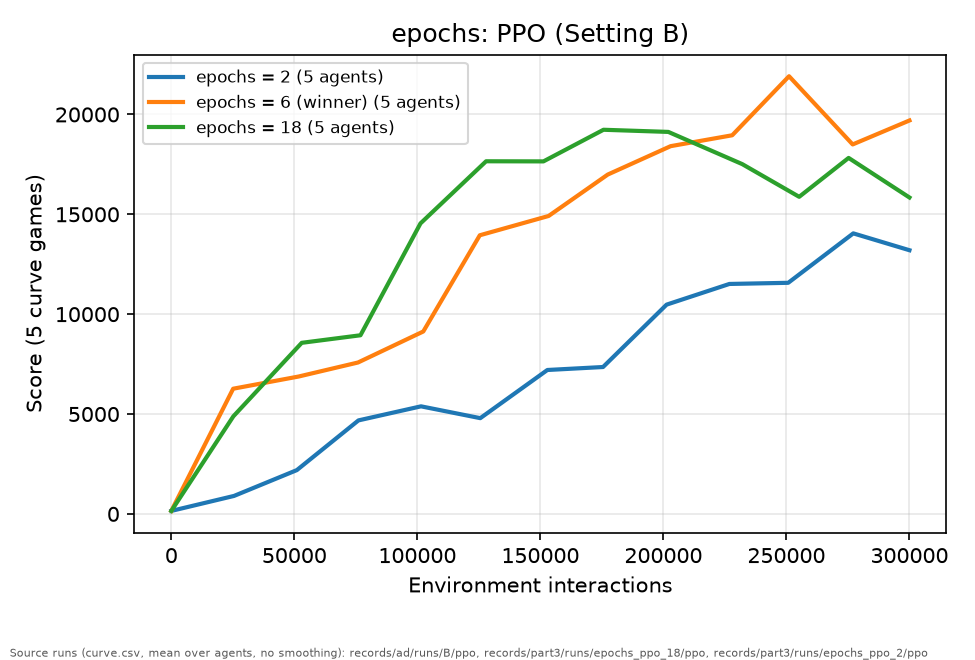 epochs: PPO (Setting B)
epochs = 2 (5 agents)
epochs = 6 (winner) (5 agents)
epochs = 18 (5 agents)
20000
15000
10000
5000
0
Score (5 curve games)
0 50000 100000 150000 200000 250000 300000
Environment interactions
Source runs (curve.csv, mean over agents, no smoothing): records/ad/runs/B/ppo, records/part3/runs/epochs_ppo_18/ppo, records/part3/runs/epochs_ppo_2/ppo